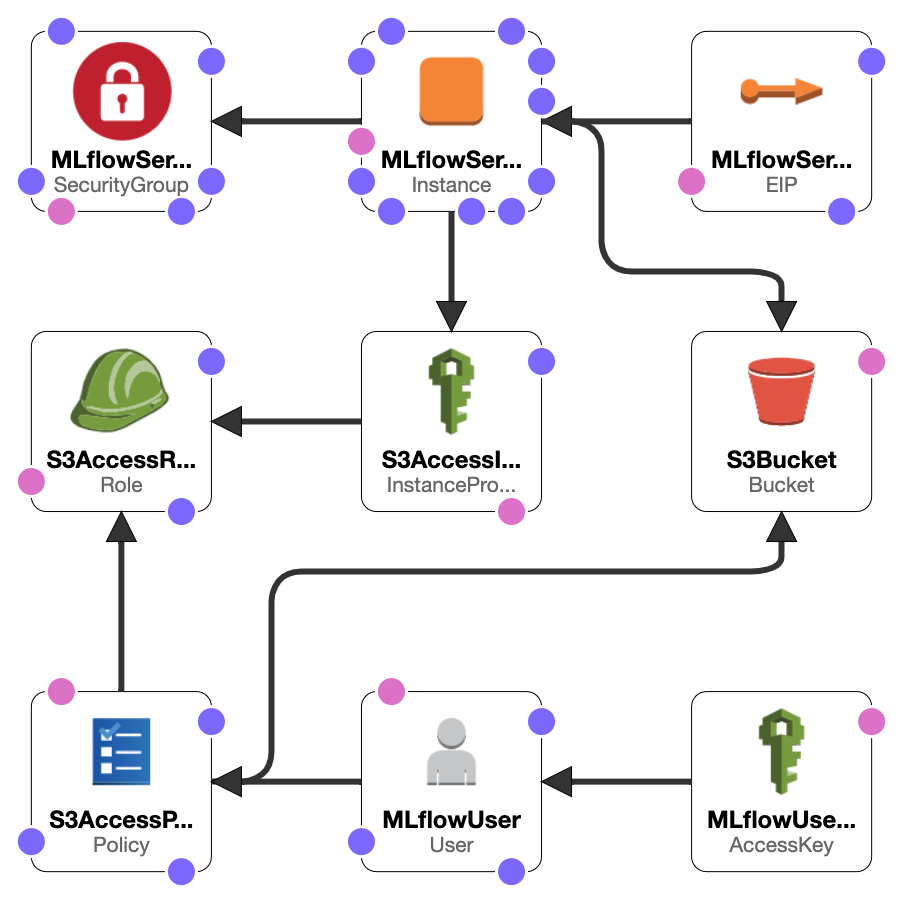 MLflowSer...
SecurityGroup
MLflowSer...
Instance
MLflowSer...
EIP
S3AccessR...
Role
S3AccessI...
InstancePro...
S3Bucket
Bucket
S3AccessP...
Policy
MLflowUser
User
MLflowUse...
AccessKey